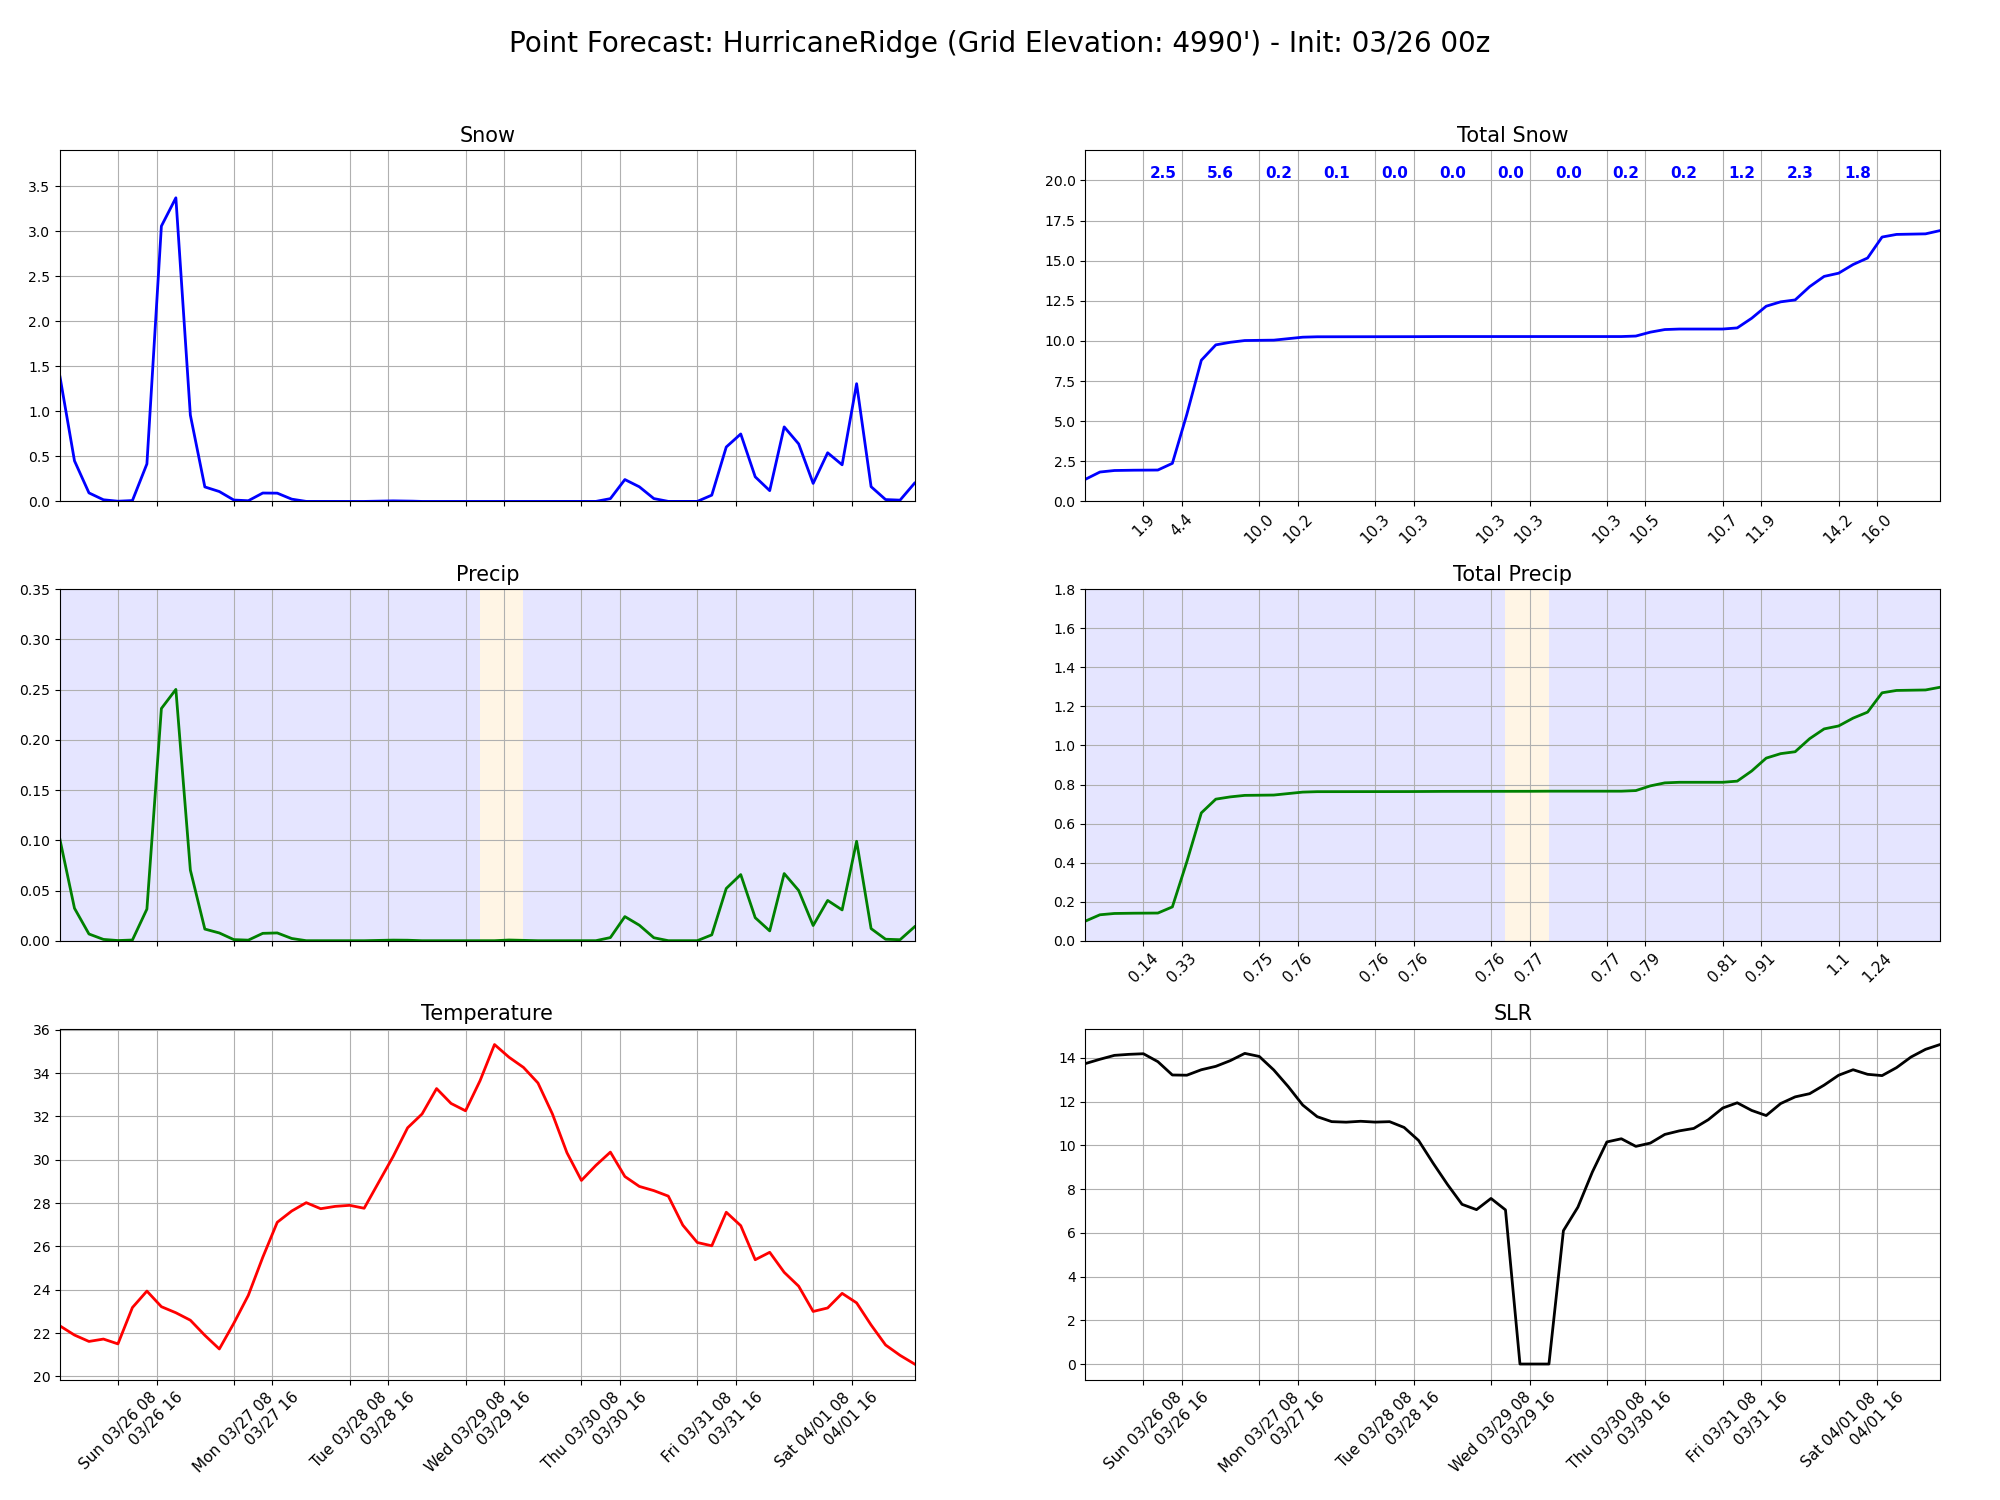 Point Forecast: HurricaneRidge (Grid Elevation: 4990') - Init: 03/26 00z
Snow
3.5
3.0
2.5
2.0
1.5
1.0
0.5
0.0
Total Snow
2.5 5.6 0.2 0.1 0.0 0.0 0.0 0.0 0.2 0.2 1.2 2.3 1.8
20.0
17.5
15.0
12.5
10.0
7.5
5.0
2.5
0.0
1.9 4.4 10.0 10.2 10.3 10.3 10.3 10.3 10.3 10.5 10.7 11.9 14.2 16.0
Precip
0.35
0.30
0.25
0.20
0.15
0.10
0.05
0.00
Total Precip
1.8
1.6
1.4
1.2
1.0
0.8
0.6
0.4
0.2
0.0
0.14 0.33 0.75 0.76 0.76 0.76 0.76 0.77 0.77 0.79 0.81 0.91 1.1 1.24
Temperature
36
34
32
30
28
26
24
22
20
Sun 03/26 08
03/26 16
Mon 03/27 08
03/27 16
Tue 03/28 08
03/28 16
Wed 03/29 08
03/29 16
Thu 03/30 08
03/30 16
Fri 03/31 08
03/31 16
Sat 04/01 08
04/01 16
SLR
14
12
10
8
6
4
2
0
Sun 03/26 08
03/26 16
Mon 03/27 08
03/27 16
Tue 03/28 08
03/28 16
Wed 03/29 08
03/29 16
Thu 03/30 08
03/30 16
Fri 03/31 08
03/31 16
Sat 04/01 08
04/01 16